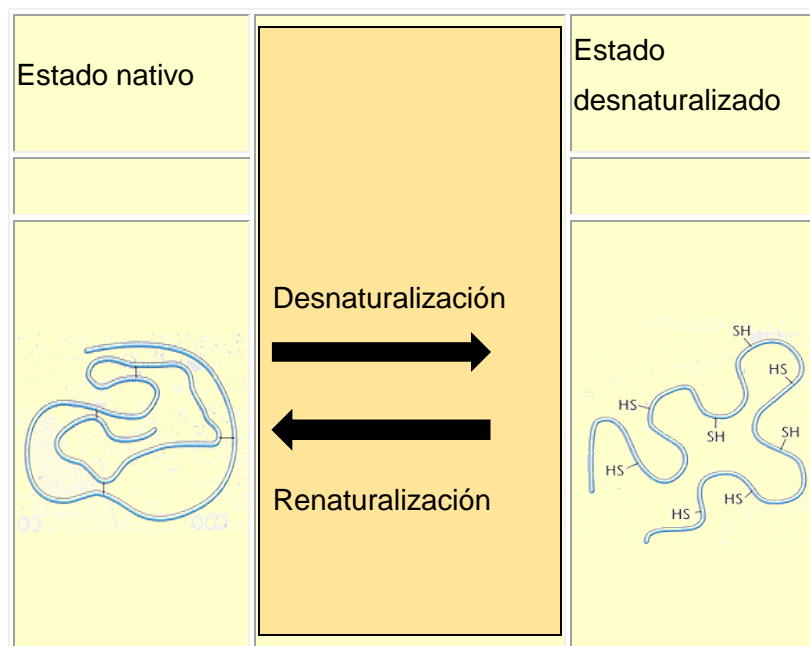 Estado nativo
Estado
desnaturalizado
Desnaturalización
Renaturalización
SH
HS
HS
SH
SH
HS
HS
HS